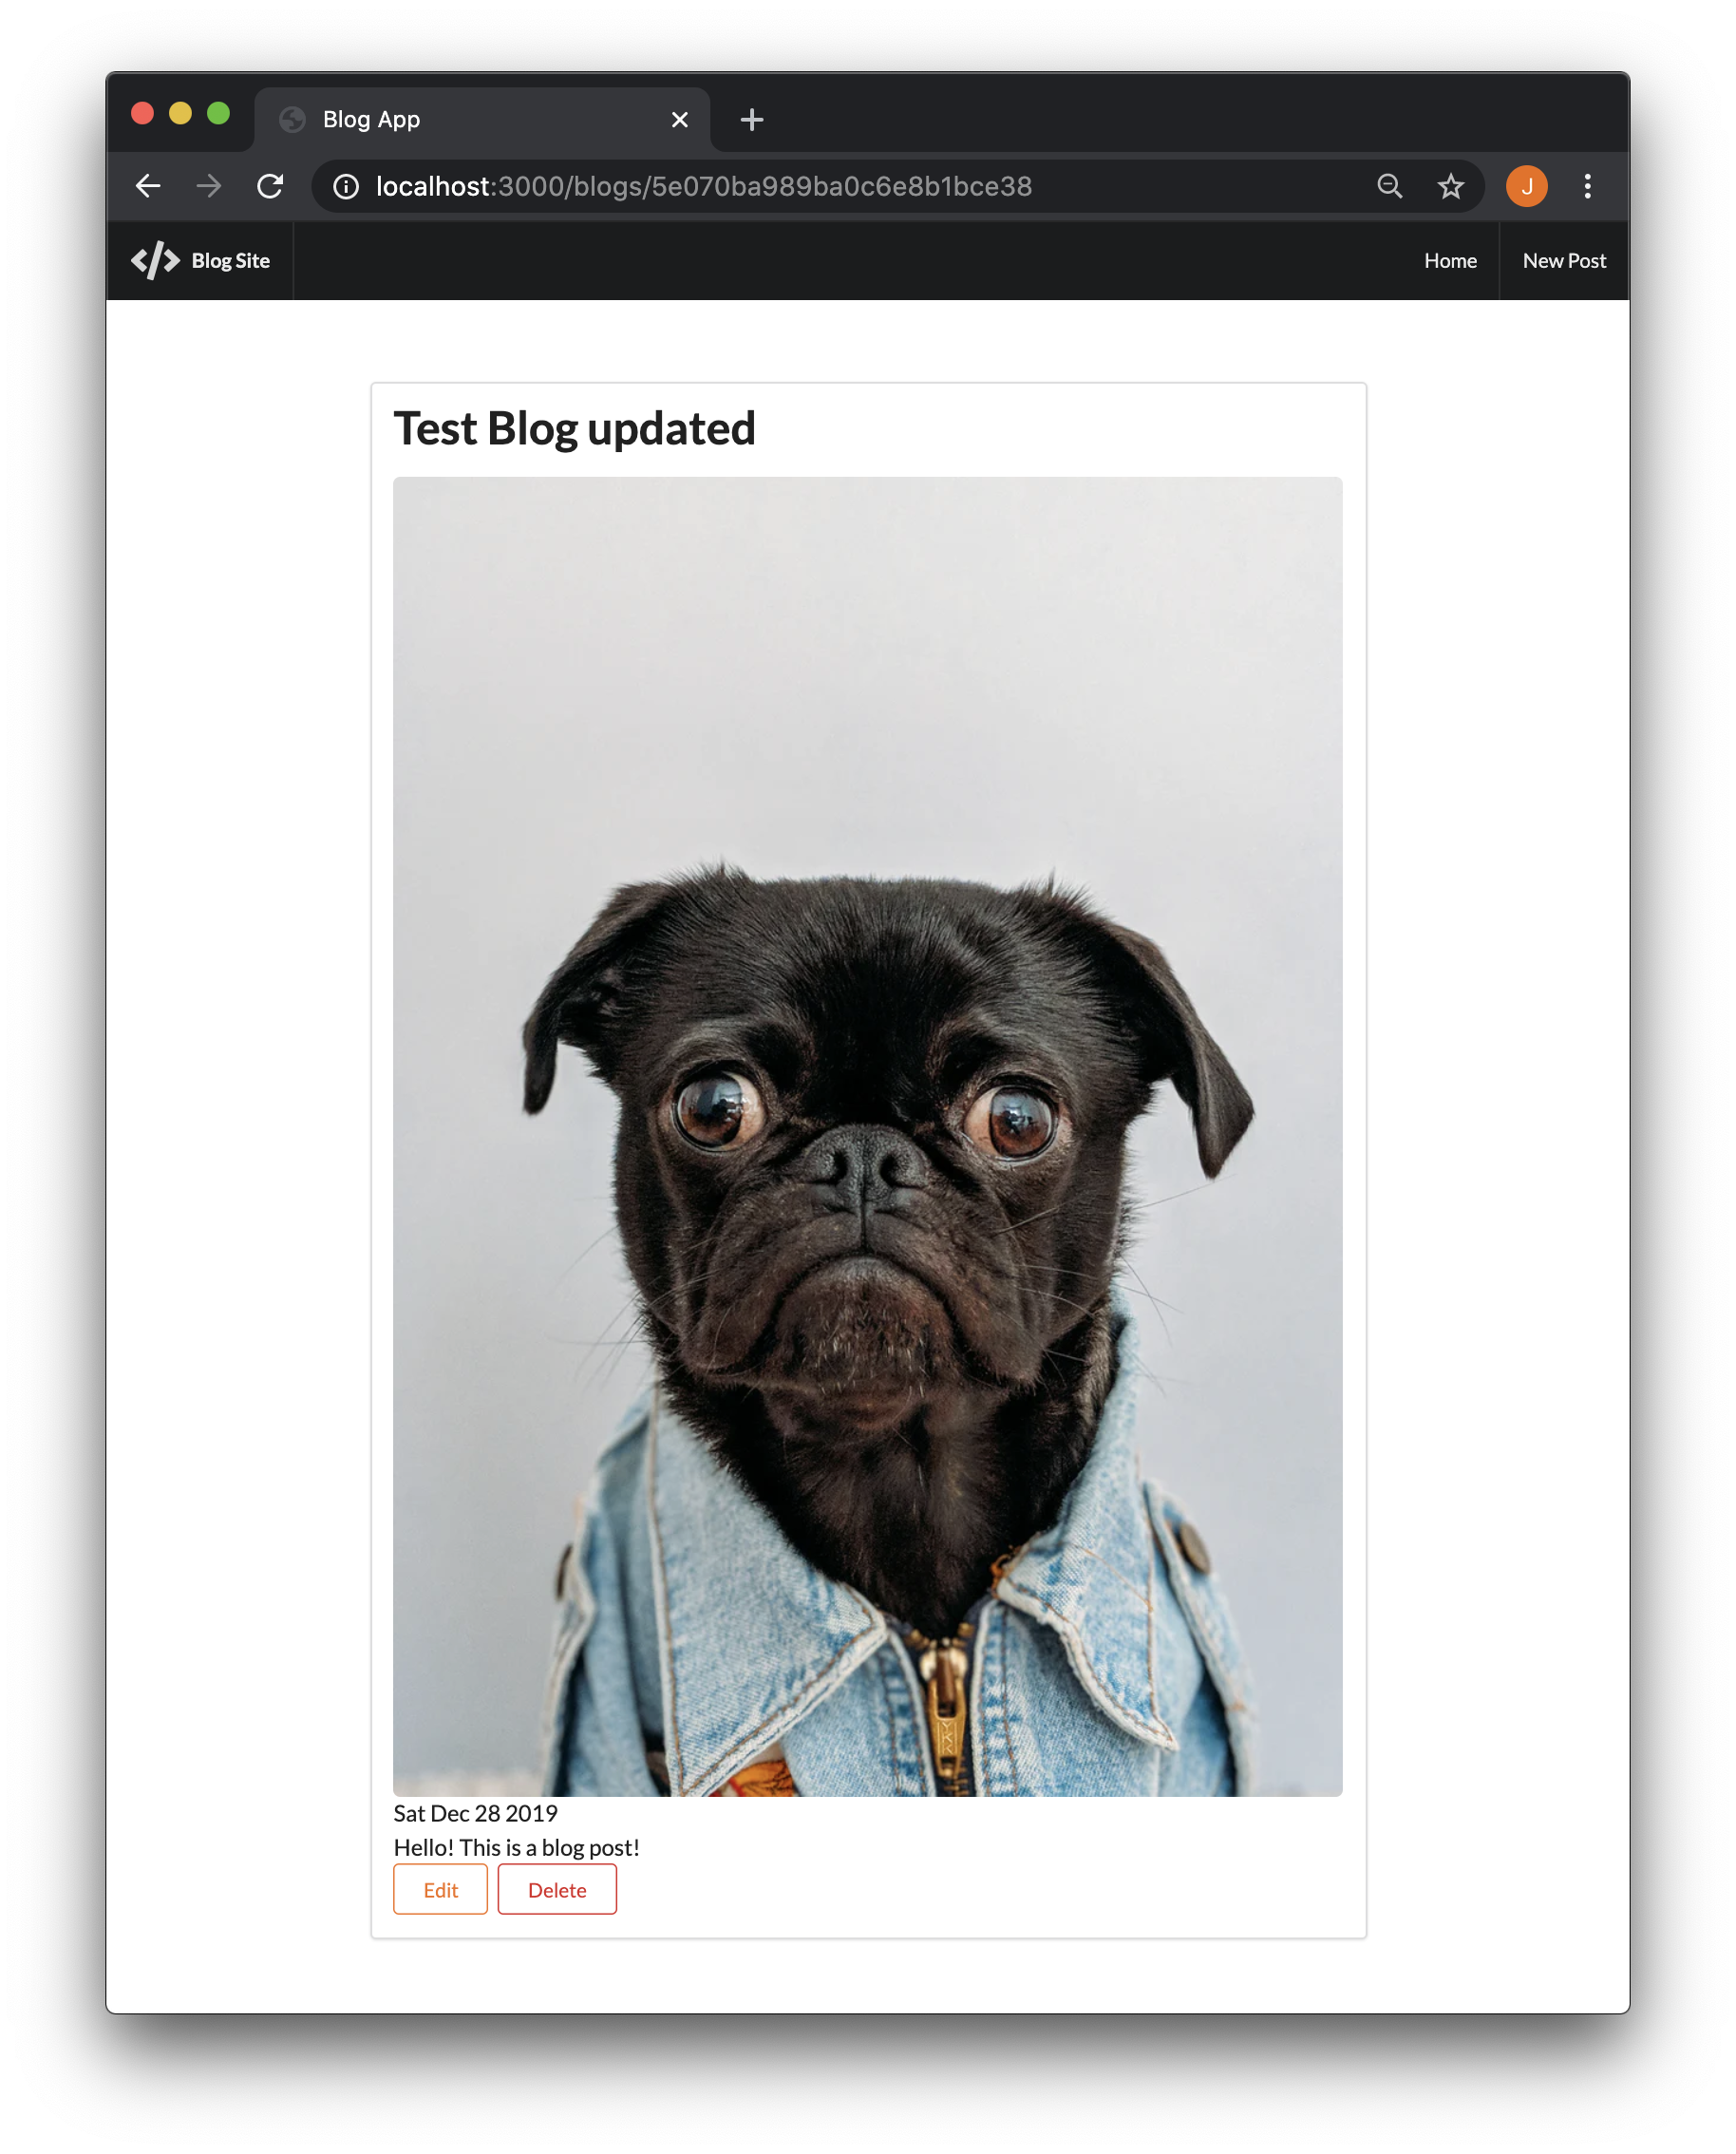 Blog App
localhost:3000/blogs/5e070ba989ba0c6e8b1bce38
J
</> Blog Site
Home
New Post
Test Blog updated
YKK
Sat Dec 28 2019
Hello! This is a blog post!
Edit
Delete